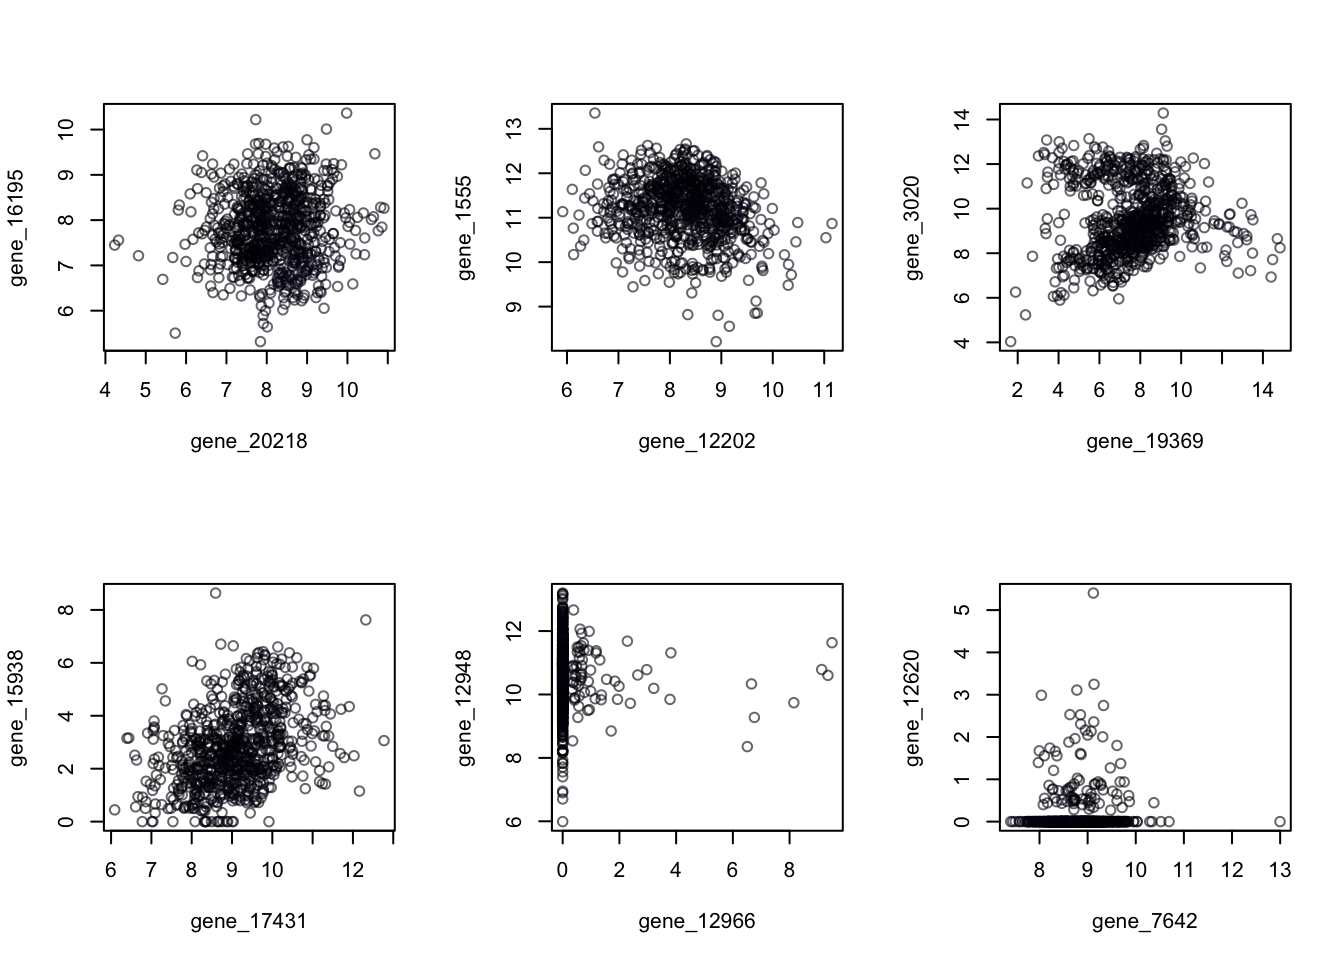 gene_16195
10
9
8
7
6
4 5 6 7 8 9 10
gene_20218
gene_1555
13
12
11
10
9
6 7 8 9 10 11
gene_12202
gene_3020
14
12
10
8
6
4
2 4 6 8 10 14
gene_19369
gene_15938
8
6
4
2
0
6 7 8 9 10 12
gene_17431
gene_12948
12
10
8
6
0 2 4 6 8
gene_12966
gene_12620
5
4
3
2
1
0
8 9 10 11 12 13
gene_7642